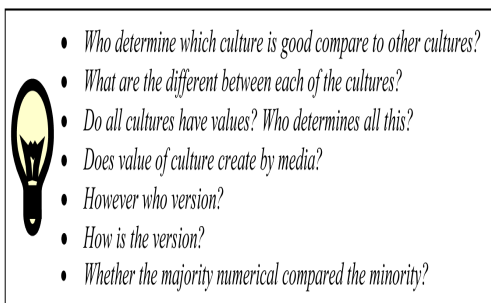 • Who determine which culture is good compare to other cultures?
• What are the different between each of the cultures?
• Do all cultures have values? Who determines all this?
• Does value of culture create by media?
• However who version?
• How is the version?
• Whether the majority numerical compared the minority?